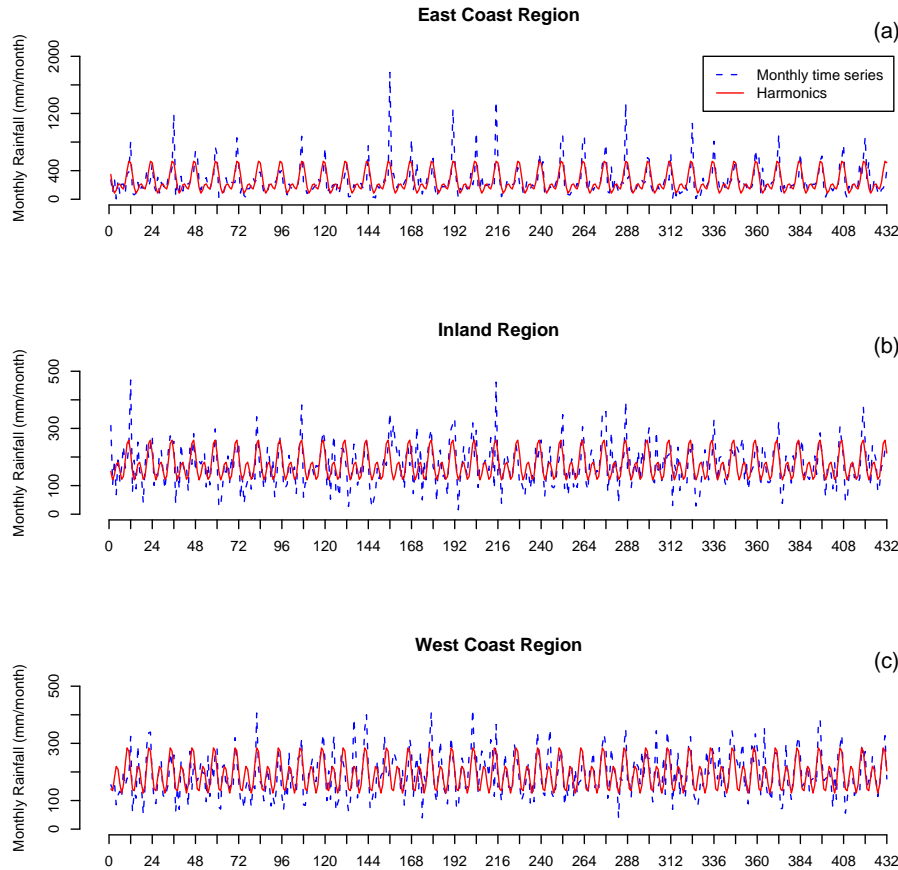 East Coast Region
(a)
Monthly Rainfall (mm/month)
0 400 1200 2000
Monthly time series
Harmonics
0 24 48 72 96 120 144 168 192 216 240 264 288 312 336 360 384 408 432
Inland Region
(b)
Monthly Rainfall (mm/month)
0 100 300 500
0 24 48 72 96 120 144 168 192 216 240 264 288 312 336 360 384 408 432
West Coast Region
(c)
Monthly Rainfall (mm/month)
0 100 300 500
0 24 48 72 96 120 144 168 192 216 240 264 288 312 336 360 384 408 432